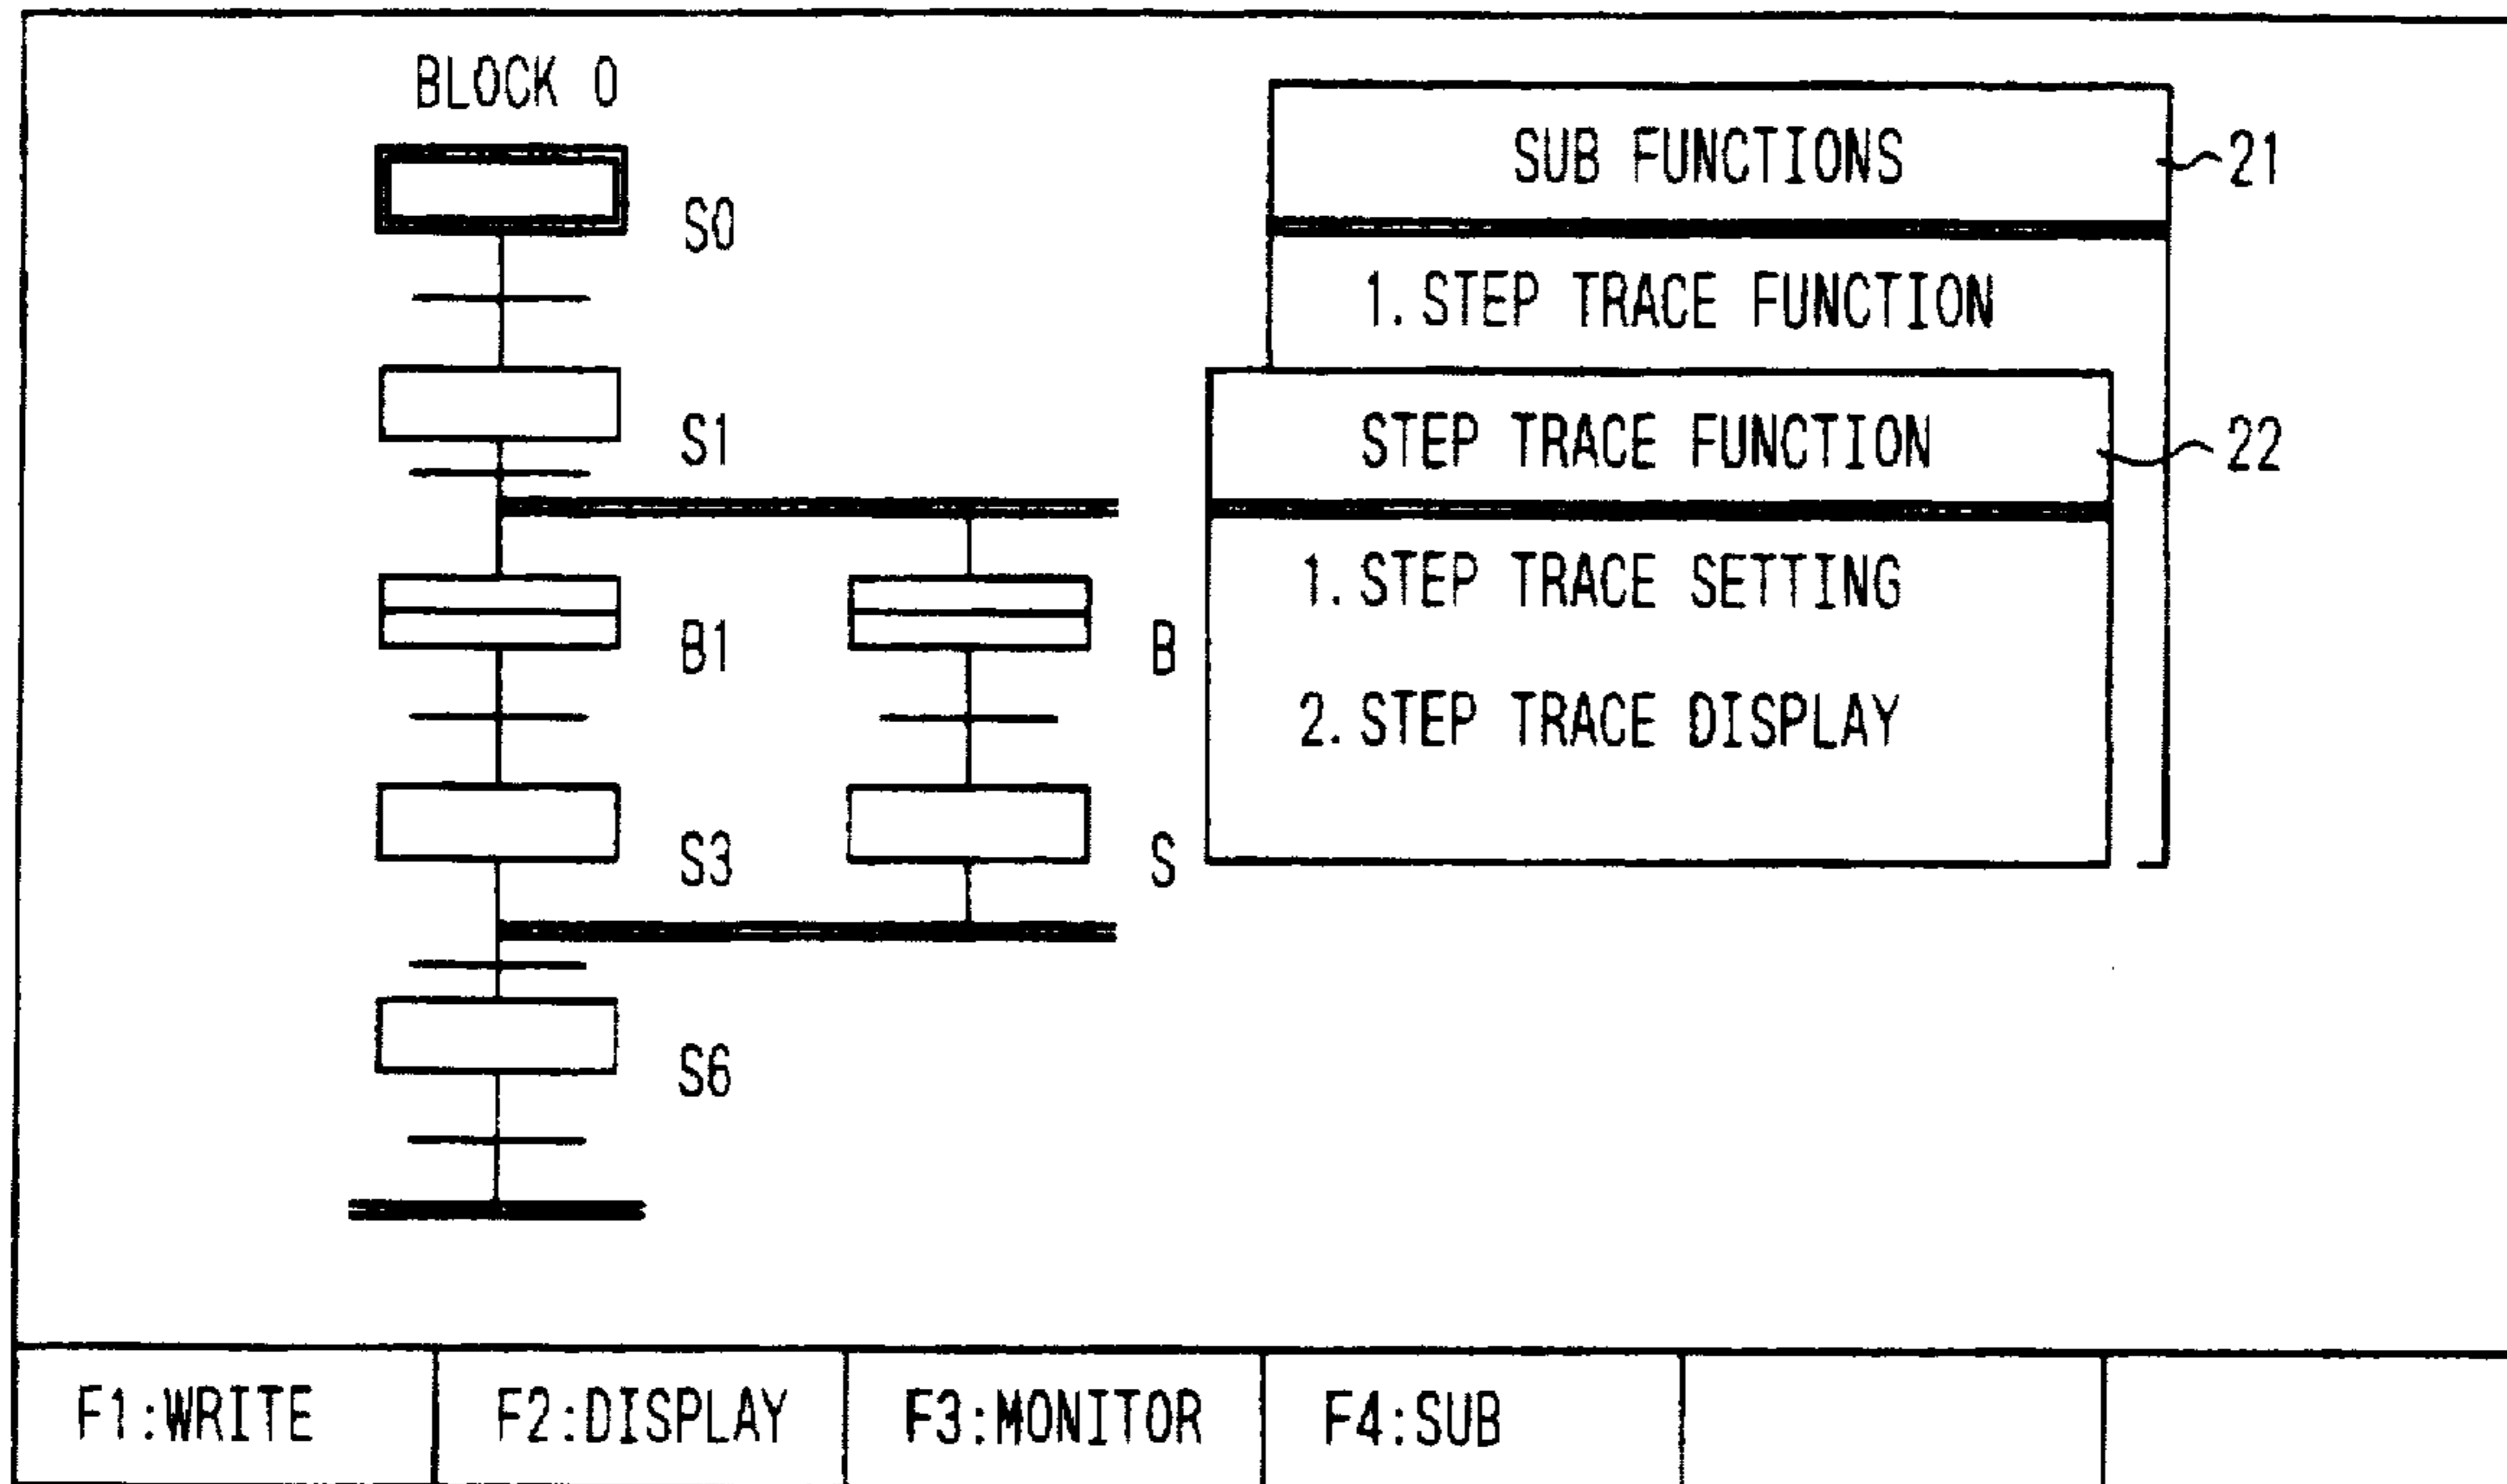 BLOCK 0
S0
S1
B1
B
S3
S
S6
SUB FUNCTIONS
21
1.STEP TRACE FUNCTION
STEP TRACE FUNCTION
22
1.STEP TRACE SETTING
2.STEP TRACE DISPLAY
F1:WRITE
F2:DISPLAY
F3:MONITOR
F4:SUB